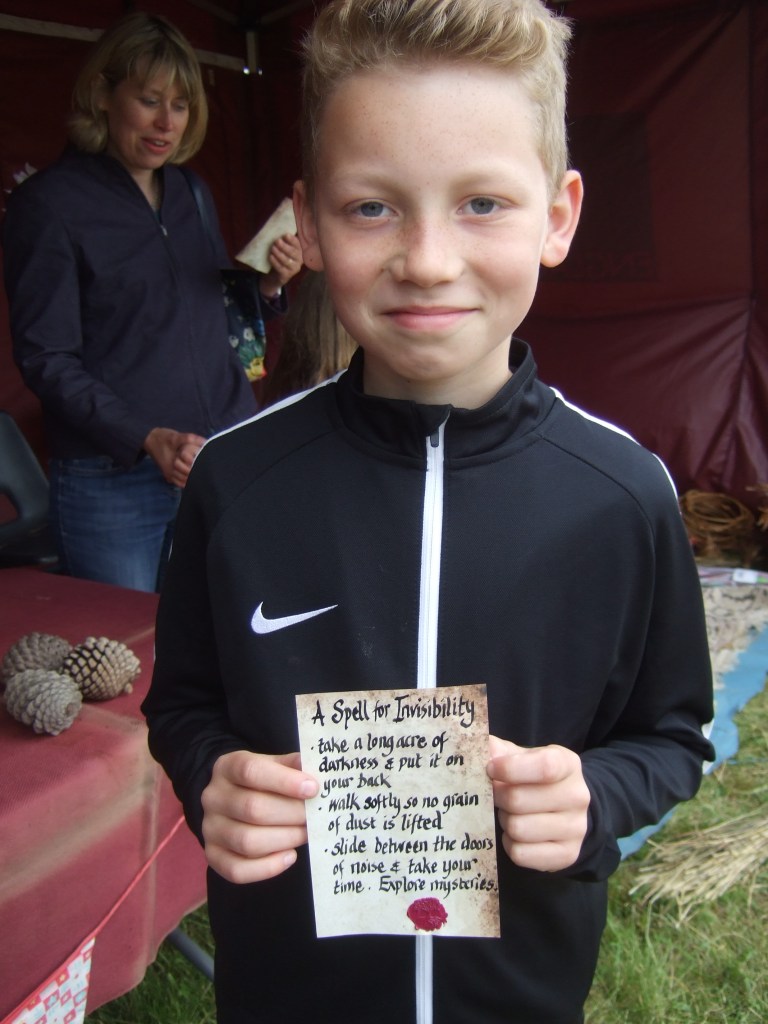 A Spell for Invisibility
· take a long acre of
darkness & put it on
your back
· walk softly so no grain
of dust is lifted
· slide between the doors
of noise & take your
time. Explore mysteries.